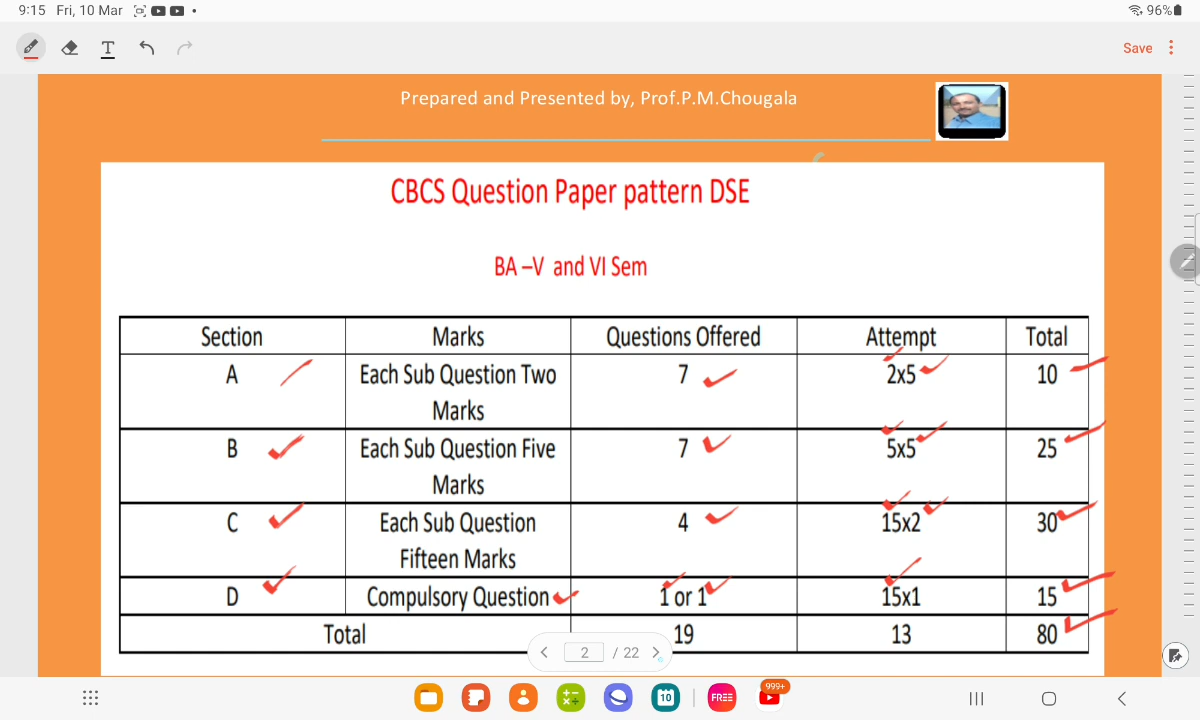 9:15 Fri, 10 Mar
96%
T
Save
Prepared and Presented by, Prof.P.M.Chougala
CBCS Question Paper pattern DSE
BA –V and VI Sem
Section Marks Questions Offered Attempt Total
A Each Sub Question Two Marks 7 2x5 10
B Each Sub Question Five Marks 7 5x5 25
C Each Sub Question Fifteen Marks 4 15x2 30
D Compulsory Question 1 or 1 15x1 15
Total 19 13 80
2 / 22
10
FREE
999+